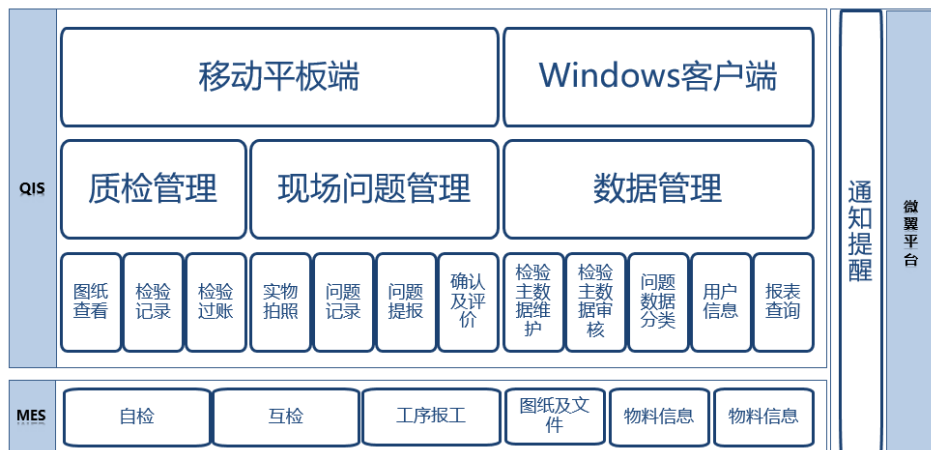 移动平板端
Windows客户端
QIS
质检管理
现场问题管理
数据管理
图纸
查看
检验
记录
检验
过账
实物
拍照
问题
记录
问题
提报
确认
及评
价
检验
主数
据维
护
检验
主数
据审
核
问题
数据
分类
用户
信息
报表
查询
MES
自检
互检
工序报工
图纸及文
件
物料信息
物料信息
通
知
提
醒
微
翼
平
台